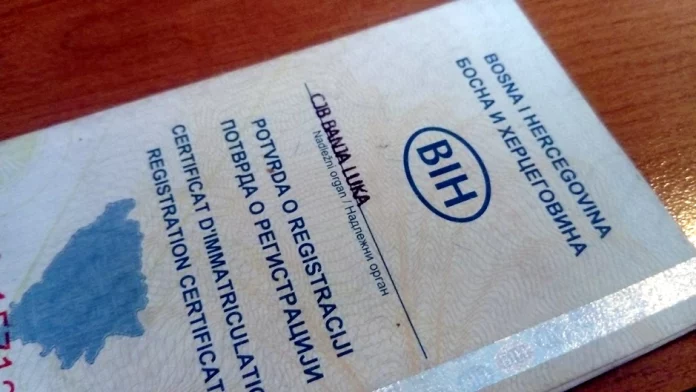 BOSNA I HERCEGOVINA
БОСНА И ХЕРЦЕГОВИНА
BIH
CJB BANJA LUKA
Nadležni organ / Надлежни орган
POTVRDA O REGISTRACIJI
ПОТВРДА О РЕГИСТРАЦИЈИ
CERTIFICAT D'IMMATRICULATIO
REGISTRATION CERTIFICAT